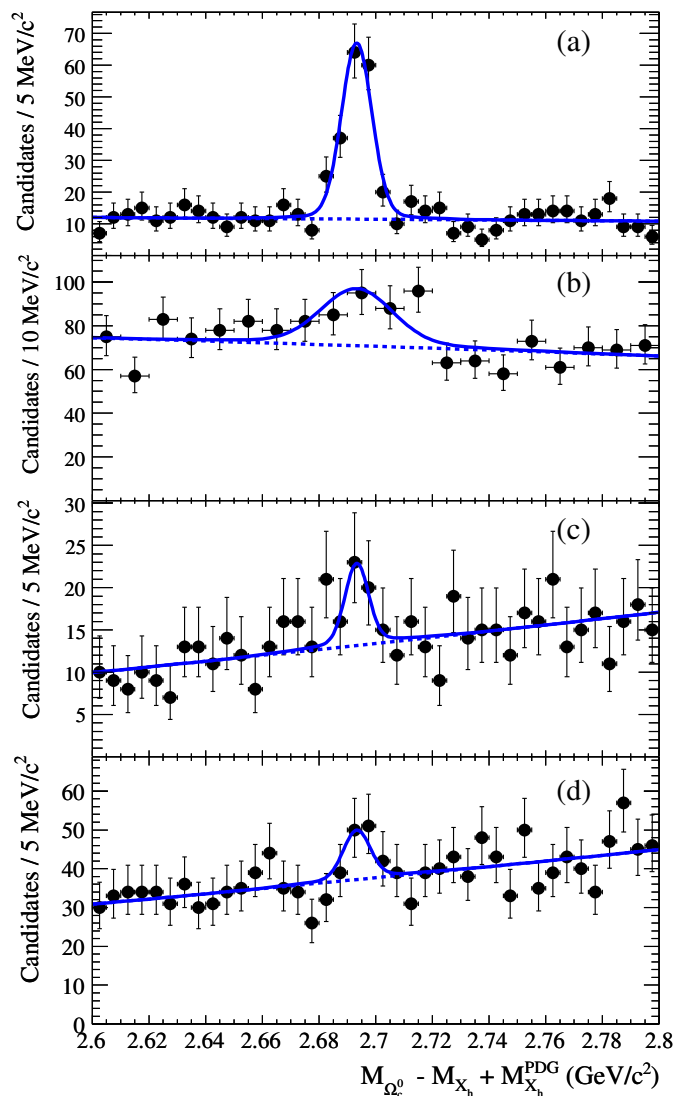 (a)
Candidates / 5 MeV/c²
70
60
50
40
30
20
10
(b)
Candidates / 10 MeV/c²
100
80
60
40
20
(c)
Candidates / 5 MeV/c²
30
25
20
15
10
5
(d)
Candidates / 5 MeV/c²
60
50
40
30
20
10
0
2.6 2.62 2.64 2.66 2.68 2.7 2.72 2.74 2.76 2.78 2.8
M_{Ω_c^0} - M_{X_h} + M_{X_h}^{PDG} (GeV/c²)